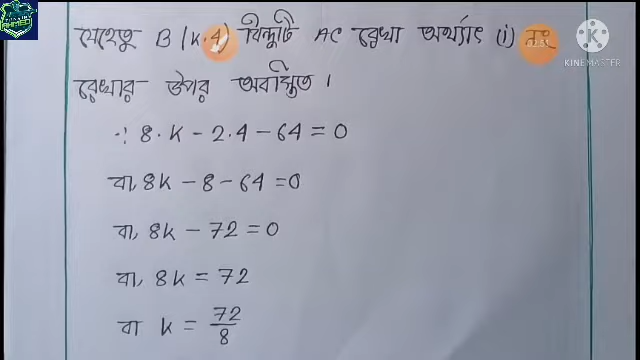 যেহেতু B (k.4) বিন্দুটি AC রেখা অর্থ্যাৎ (i) নং
KINEMASTER
রেখার উপর অবস্থিত ।
∴ 8.k - 2.4 - 64 = 0
বা, 8k - 8 - 64 = 0
বা, 8k - 72 = 0
বা, 8k = 72
বা k = 72/8